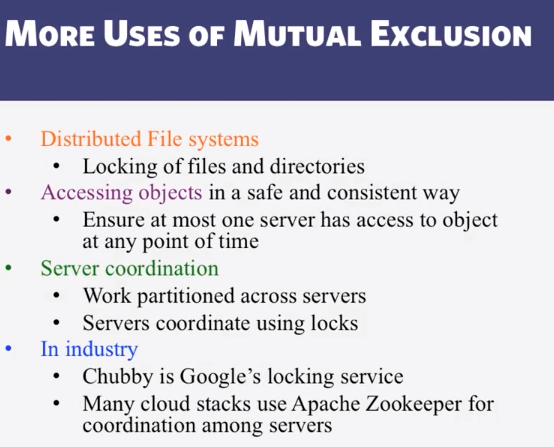 MORE USES OF MUTUAL EXCLUSION
• Distributed File systems
• Locking of files and directories
• Accessing objects in a safe and consistent way
• Ensure at most one server has access to object
at any point of time
• Server coordination
• Work partitioned across servers
• Servers coordinate using locks
• In industry
• Chubby is Google's locking service
• Many cloud stacks use Apache Zookeeper for
coordination among servers